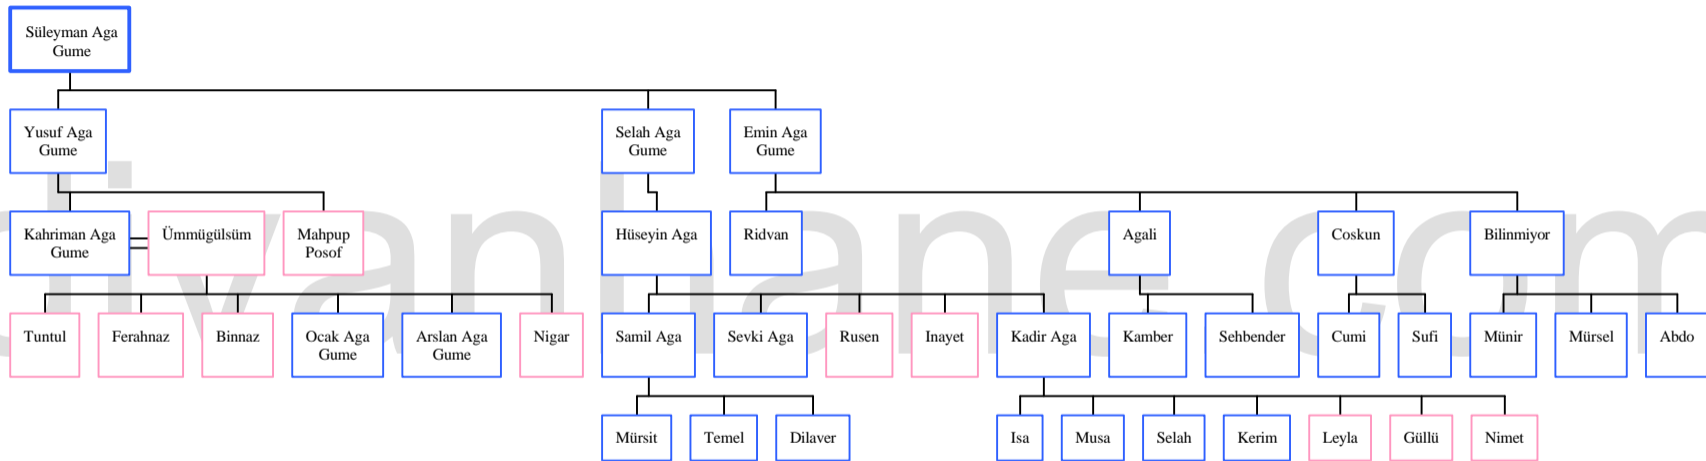 Süleyman Aga
Gume
Yusuf Aga
Gume
Selah Aga
Gume
Emin Aga
Gume
Kahriman Aga
Gume
Ümmügülsüm
Mahpup
Posof
Hüseyin Aga
Ridvan
Agali
Coskun
Bilinmiyor
Tuntul
Ferahnaz
Binnaz
Ocak Aga
Gume
Arslan Aga
Gume
Nigar
Samil Aga
Sevki Aga
Rusen
Inayet
Kadir Aga
Kamber
Sehbender
Cumi
Sufi
Münir
Mürsel
Abdo
Mürsit
Temel
Dilaver
Isa
Musa
Selah
Kerim
Leyla
Güllü
Nimet
divanhane.com